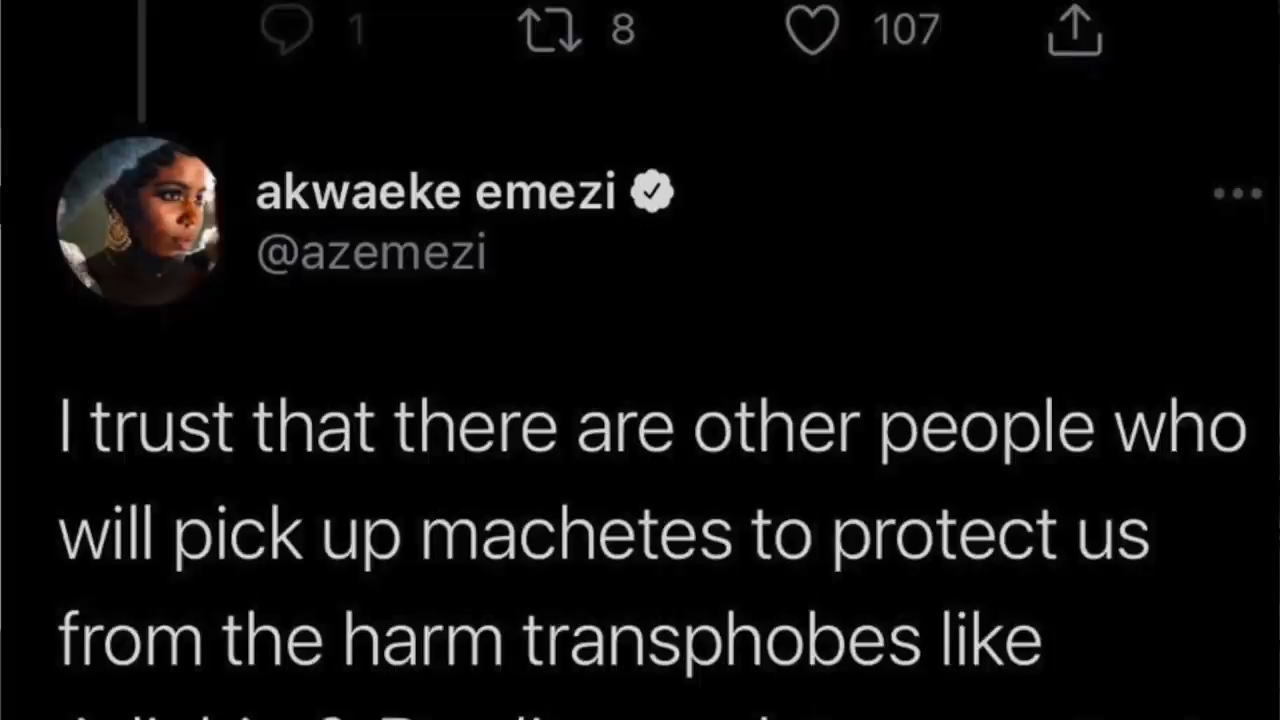 1 8 107
akwaeke emezi
@azemezi
I trust that there are other people who
will pick up machetes to protect us
from the harm transphobes like